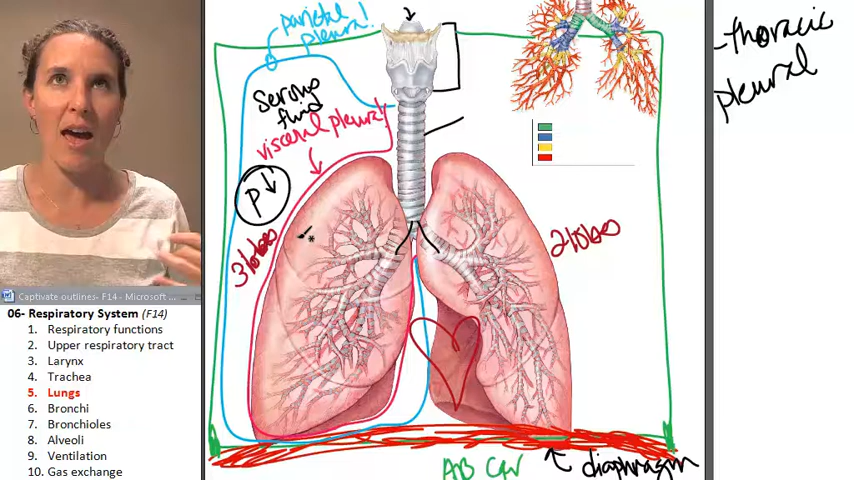 parietal
pleura!
Serous
fluid
visceral pleura!
P↓
3 lobes
2 lobes
AB CAV
diaphragm
-thoracic
pleural
Captivate outlines- F14 - Microsoft ...
06- Respiratory System (F14)
1. Respiratory functions
2. Upper respiratory tract
3. Larynx
4. Trachea
5. Lungs
6. Bronchi
7. Bronchioles
8. Alveoli
9. Ventilation
10. Gas exchange